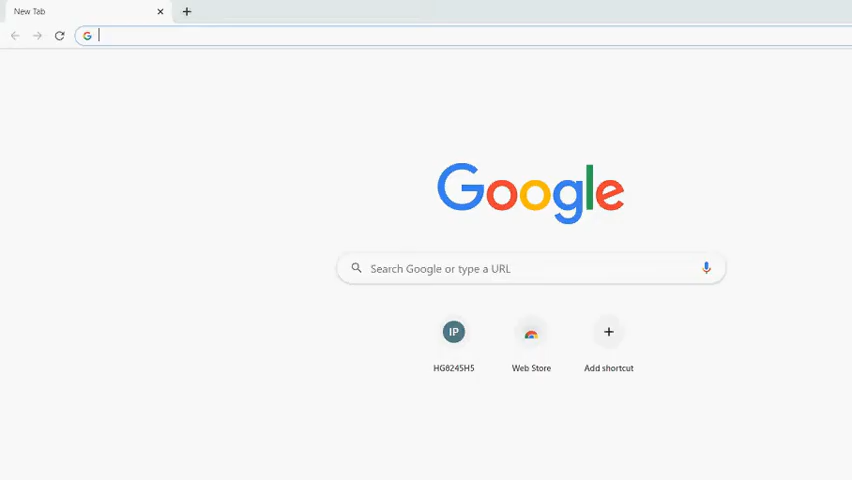 New Tab
Google
Search Google or type a URL
IP
HG8245H5
Web Store
Add shortcut